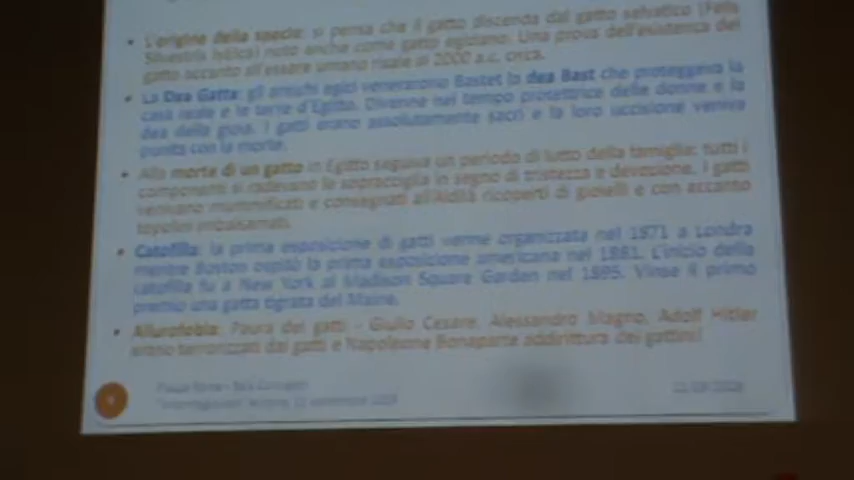 • L'origine della specie: si pensa che il gatto discenda dal gatto selvatico (Felis
Silvestris libica) noto anche come gatto egiziano. Una prova dell'esistenza del
gatto accanto all'essere umano risale al 2000 a.c. circa.
• La Dea Gatta: gli antichi egizi veneravano Bastet la dea Bast che proteggeva la
casa reale e le terre d'Egitto. Divenne nel tempo protettrice delle donne e la
dea della gioia. I gatti erano assolutamente sacri e la loro uccisione veniva
punita con la morte.
• Alla morte di un gatto in Egitto seguiva un periodo di lutto della famiglia: tutti i
componenti si radevano le sopracciglia in segno di tristezza e devozione. I gatti
venivano mummificati e consegnati all'Aldilà ricoperti di gioielli e con accanto
topolini imbalsamati.
• Catofilia: la prima esposizione di gatti venne organizzata nel 1871 a Londra
mentre Boston ospitò la prima esposizione americana nel 1881. L'inizio della
catofilia fu a New York al Madison Square Garden nel 1895. Vinse il primo
premio una gatta tigrata del Maine.
• Ailurofobia: Paura dei gatti - Giulio Cesare, Alessandro Magno, Adolf Hitler
erano terrorizzati dai gatti e Napoleone Bonaparte addirittura dei gattini!